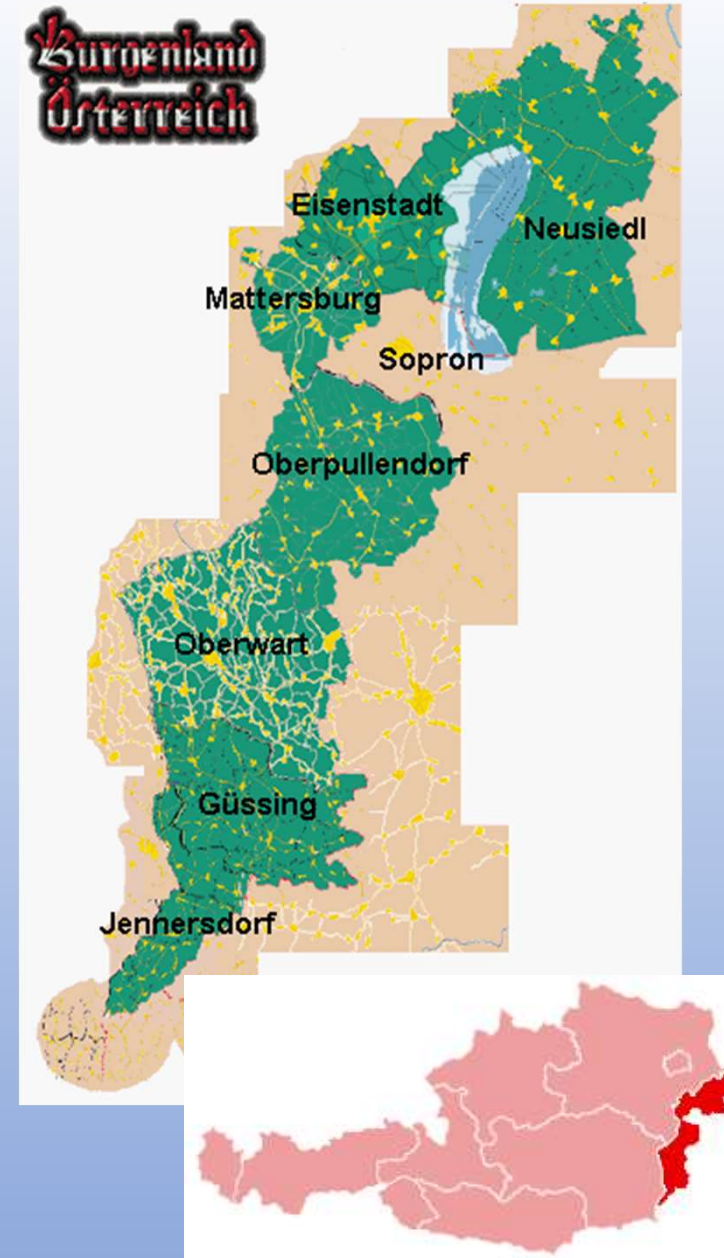 Burgenland
Österreich
Eisenstadt
Neusiedl
Mattersburg
Sopron
Oberpullendorf
Oberwart
Güssing
Jennersdorf